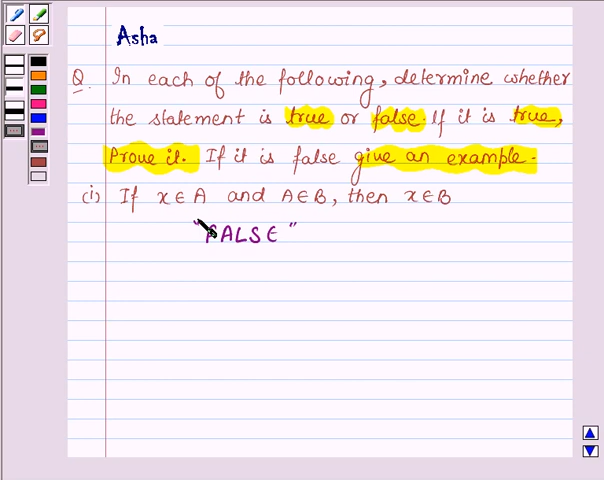 Asha
Q. In each of the following, determine whether
the statement is true or false. If it is true,
Prove it. If it is false give an example.
(i) If x ∈ A and A ∈ B, then x ∈ B
"FALSE"